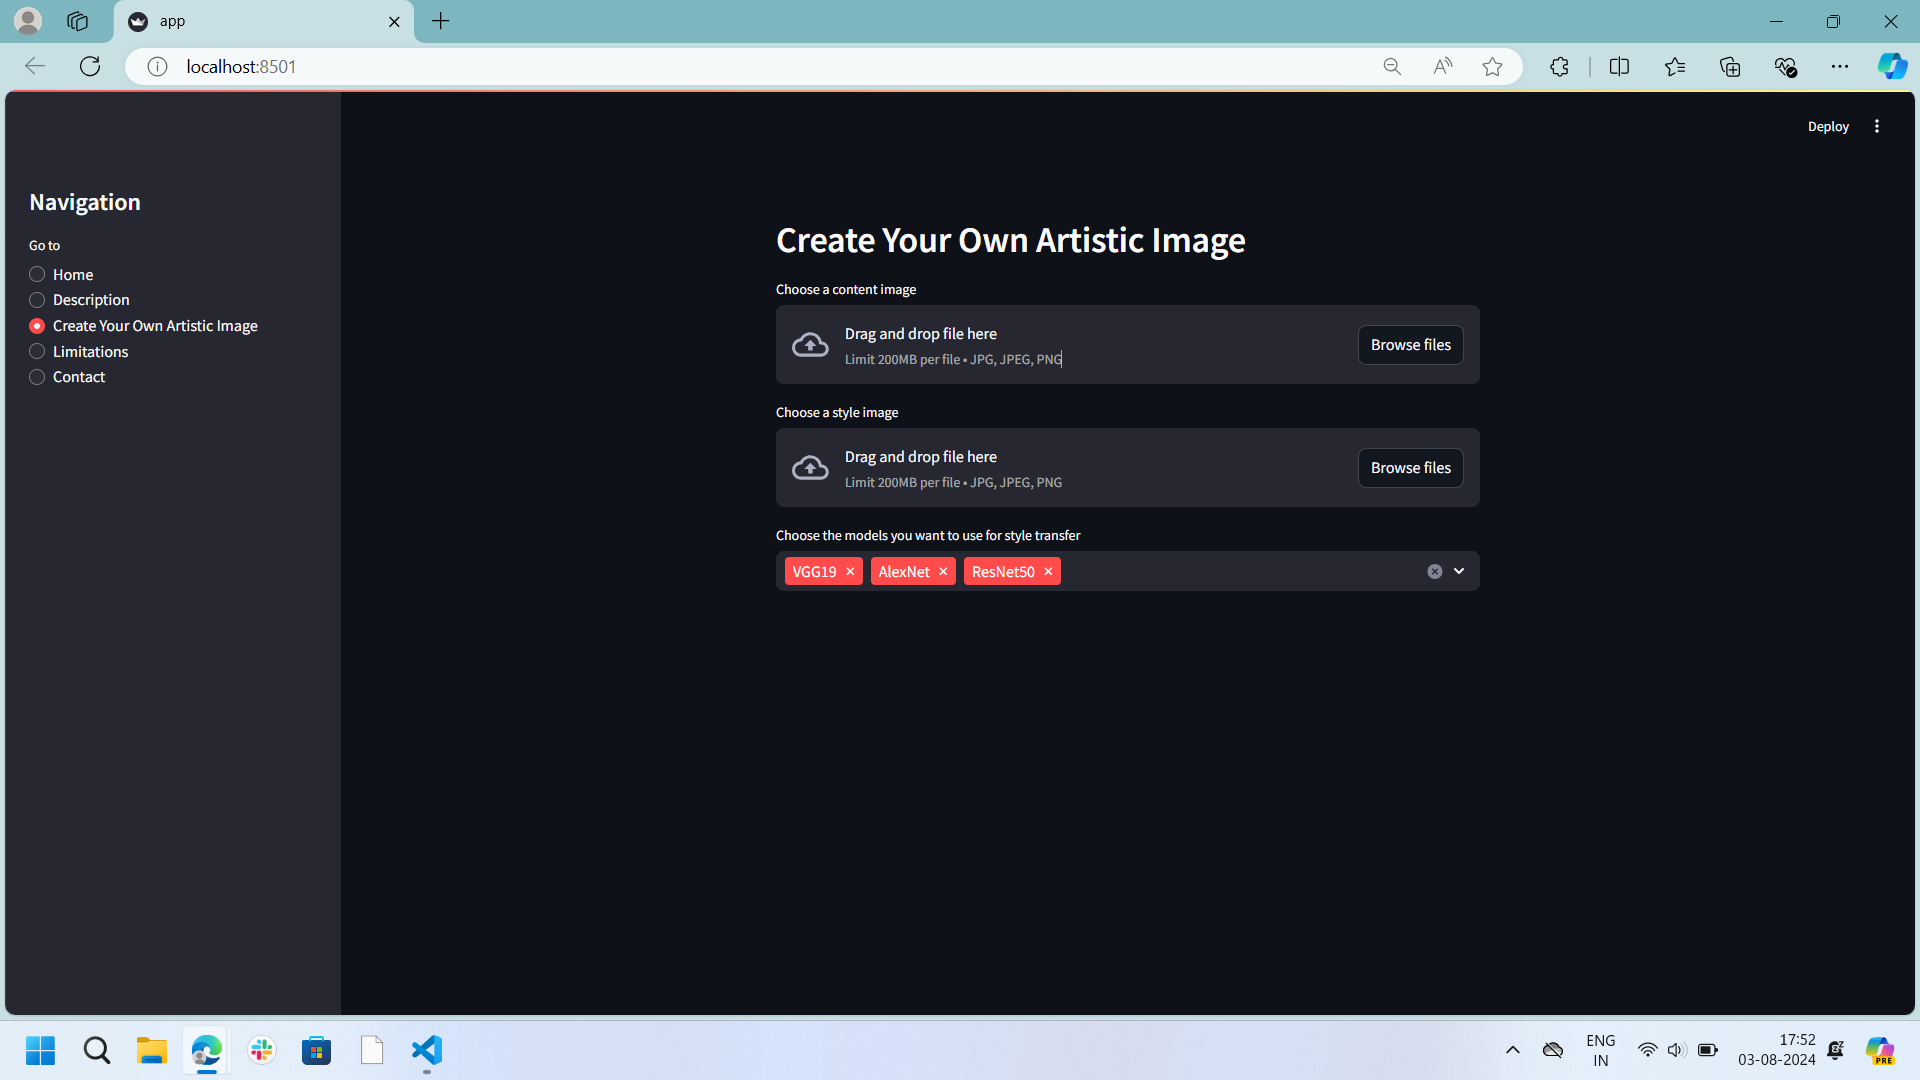 app
localhost:8501
Deploy
Navigation
Go to
Home
Description
Create Your Own Artistic Image
Limitations
Contact
Create Your Own Artistic Image
Choose a content image
Drag and drop file here
Limit 200MB per file • JPG, JPEG, PNG
Browse files
Choose a style image
Drag and drop file here
Limit 200MB per file • JPG, JPEG, PNG
Browse files
Choose the models you want to use for style transfer
VGG19 AlexNet ResNet50
ENG
IN
17:52
03-08-2024
PRE